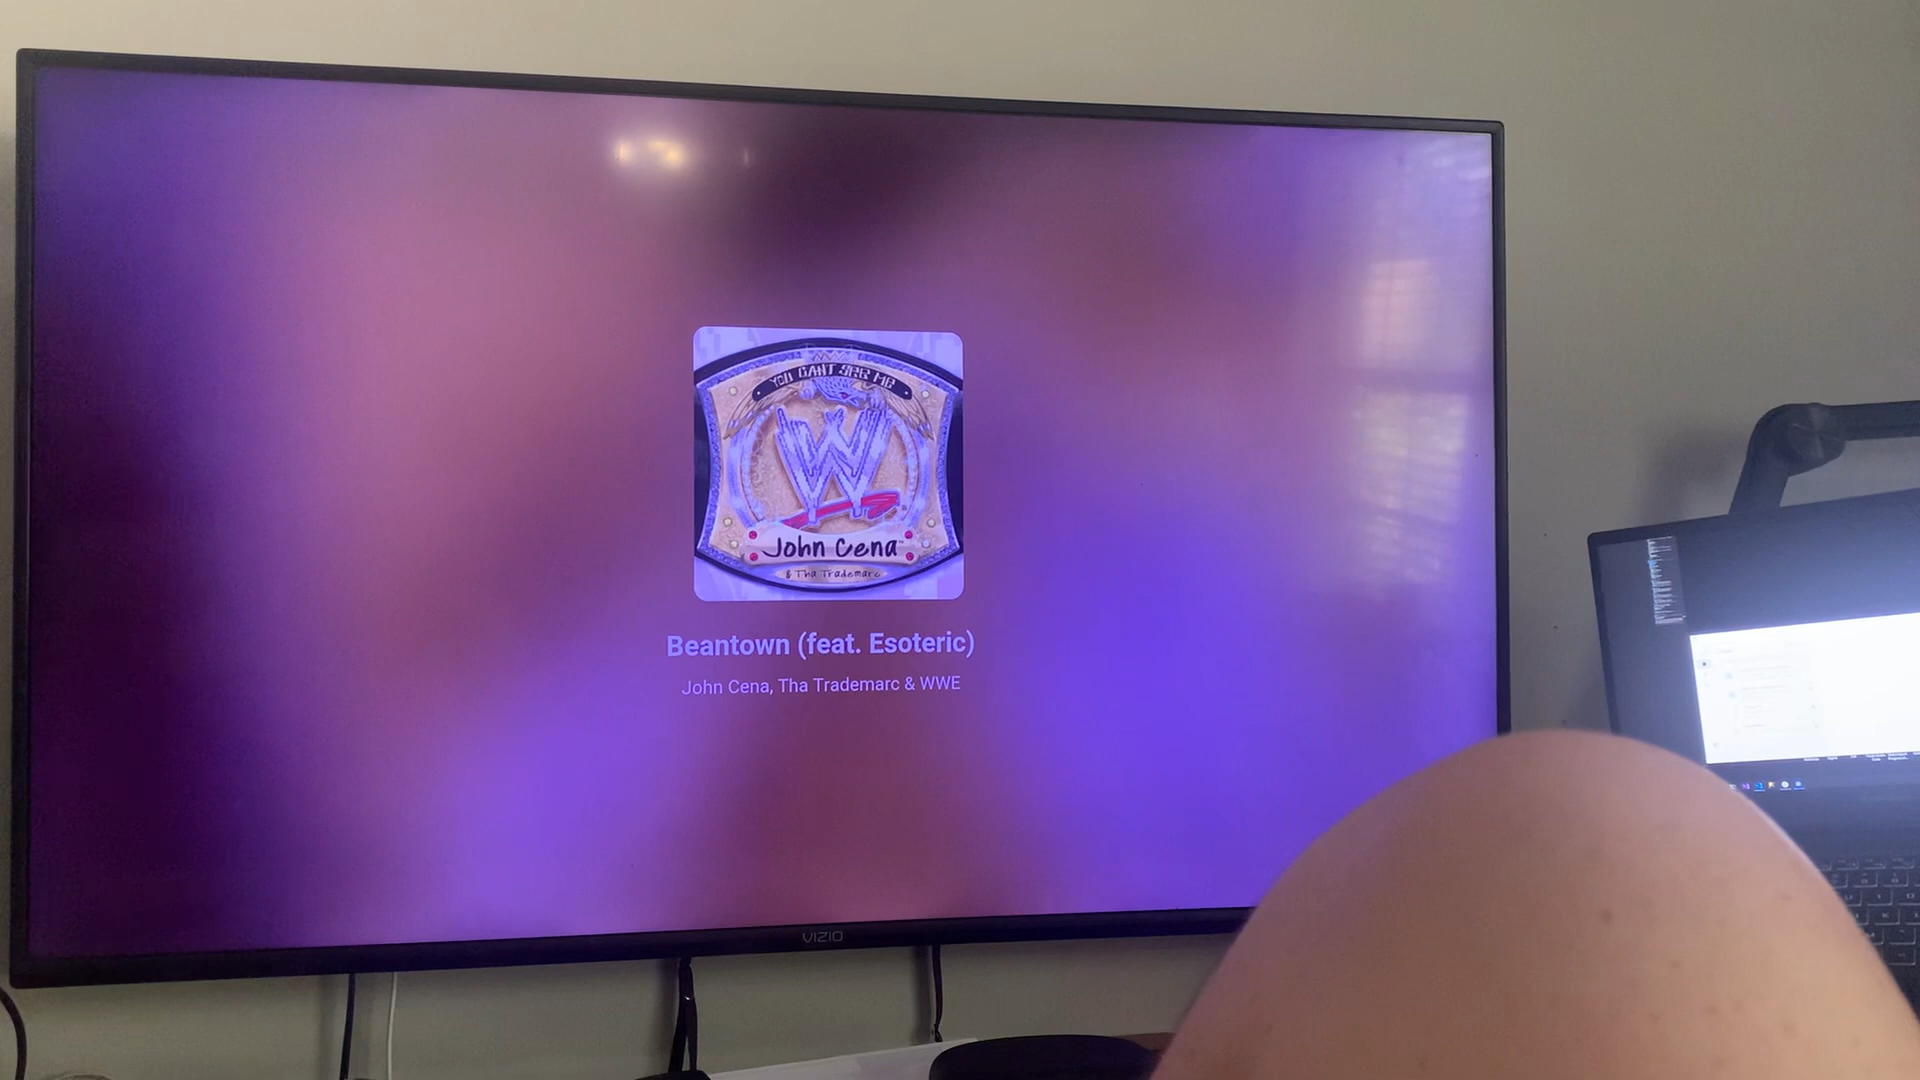 YOU CAN'T SEE ME
W
John Cena
& Tha Trademarc
Beantown (feat. Esoteric)
John Cena, Tha Trademarc & WWE
VIZIO